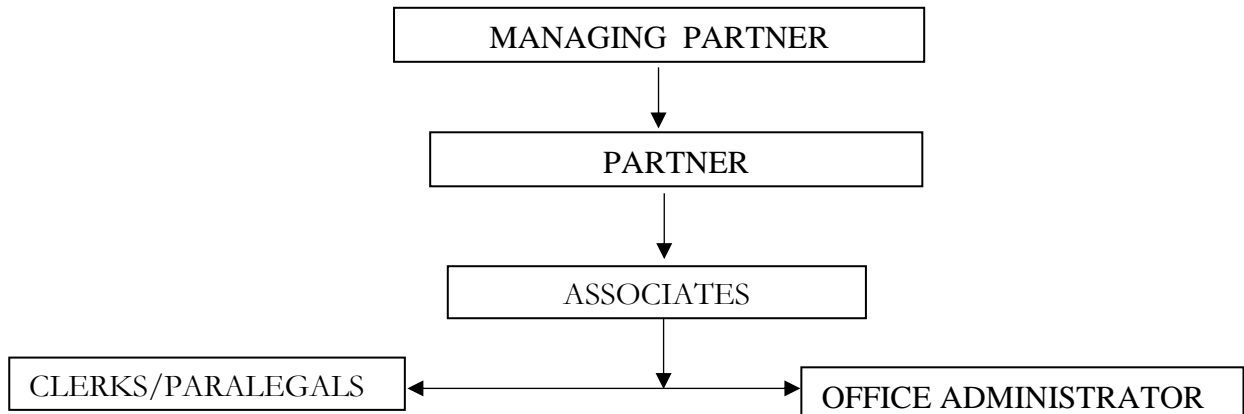 MANAGING PARTNER
PARTNER
ASSOCIATES
CLERKS/PARALEGALS
OFFICE ADMINISTRATOR